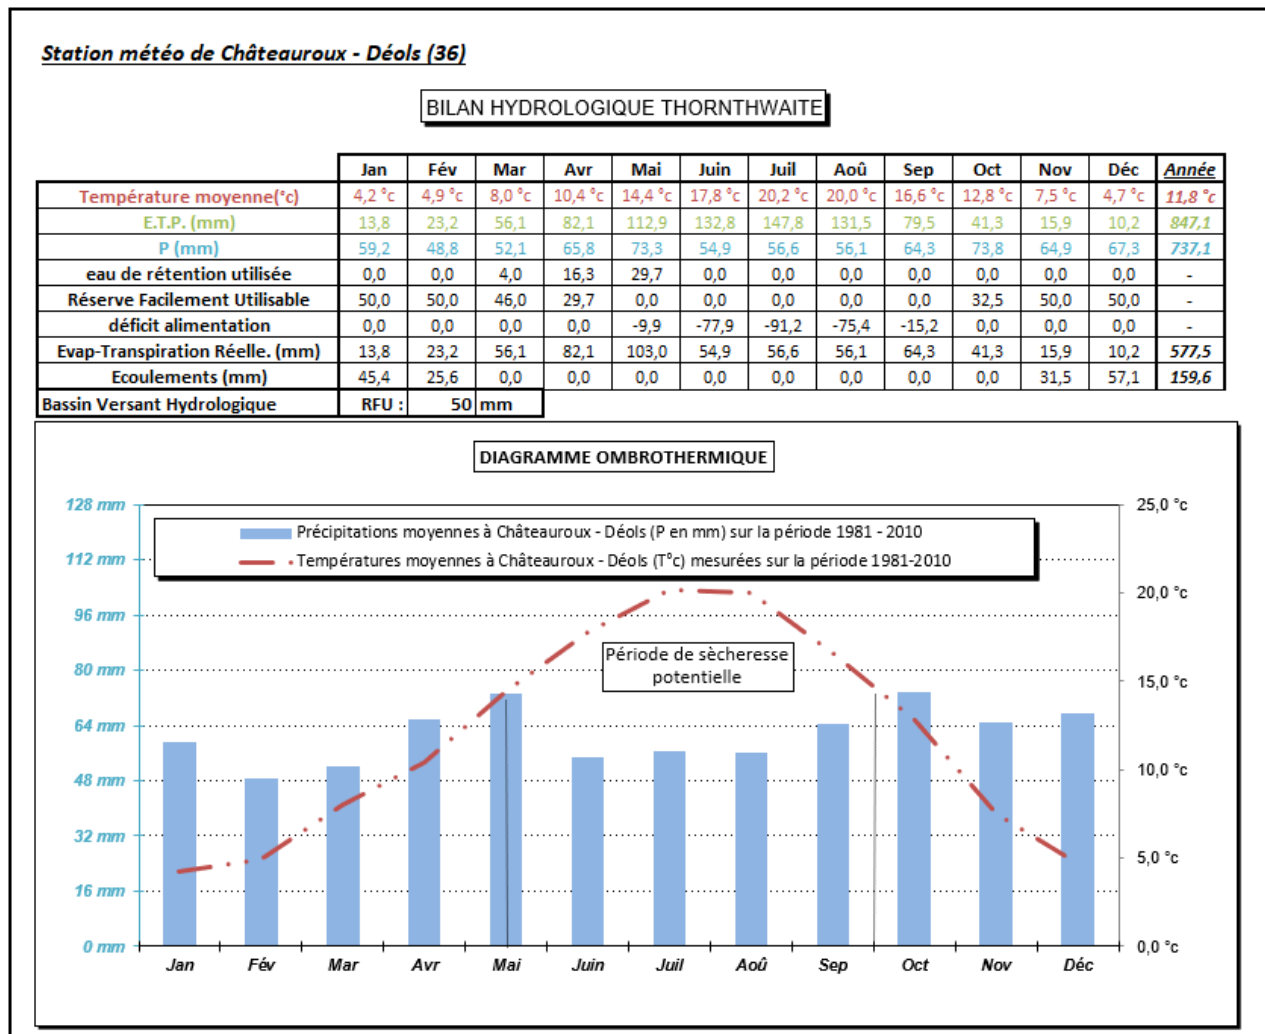 Station météo de Châteauroux - Déols (36)
BILAN HYDROLOGIQUE THORNTHWAITE
Jan Fév Mar Avr Mai Juin Juil Aoû Sep Oct Nov Déc Année
Température moyenne(°c) 4,2 °c 4,9 °c 8,0 °c 10,4 °c 14,4 °c 17,8 °c 20,2 °c 20,0 °c 16,6 °c 12,8 °c 7,5 °c 4,7 °c 11,8 °c
E.T.P. (mm) 13,8 23,2 56,1 82,1 112,9 132,8 147,8 131,5 79,5 41,3 15,9 10,2 847,1
P (mm) 59,2 48,8 52,1 65,8 73,3 54,9 56,6 56,1 64,3 73,8 64,9 67,3 737,1
eau de rétention utilisée 0,0 0,0 4,0 16,3 29,7 0,0 0,0 0,0 0,0 0,0 0,0 0,0 -
Réserve Facilement Utilisable 50,0 50,0 46,0 29,7 0,0 0,0 0,0 0,0 0,0 32,5 50,0 50,0 -
déficit alimentation 0,0 0,0 0,0 0,0 -9,9 -77,9 -91,2 -75,4 -15,2 0,0 0,0 0,0 -
Evap-Transpiration Réelle. (mm) 13,8 23,2 56,1 82,1 103,0 54,9 56,6 56,1 64,3 41,3 15,9 10,2 577,5
Ecoulements (mm) 45,4 25,6 0,0 0,0 0,0 0,0 0,0 0,0 0,0 0,0 31,5 57,1 159,6
Bassin Versant Hydrologique RFU : 50 mm
DIAGRAMME OMBROTHERMIQUE
128 mm 25,0 °c
Précipitations moyennes à Châteauroux - Déols (P en mm) sur la période 1981 - 2010
112 mm
Températures moyennes à Châteauroux - Déols (T°c) mesurées sur la période 1981-2010
20,0 °c
96 mm
Période de sècheresse
potentielle
80 mm
15,0 °c
64 mm
48 mm 10,0 °c
32 mm
5,0 °c
16 mm
0 mm 0,0 °c
Jan Fév Mar Avr Mai Juin Juil Aoû Sep Oct Nov Déc